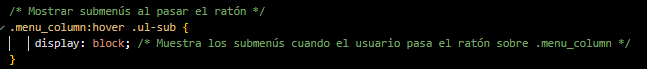 /* Mostrar submenús al pasar el ratón */
.menu_column:hover .ul-sub {
display: block; /* Muestra los submenús cuando el usuario pasa el ratón sobre .menu_column */
}